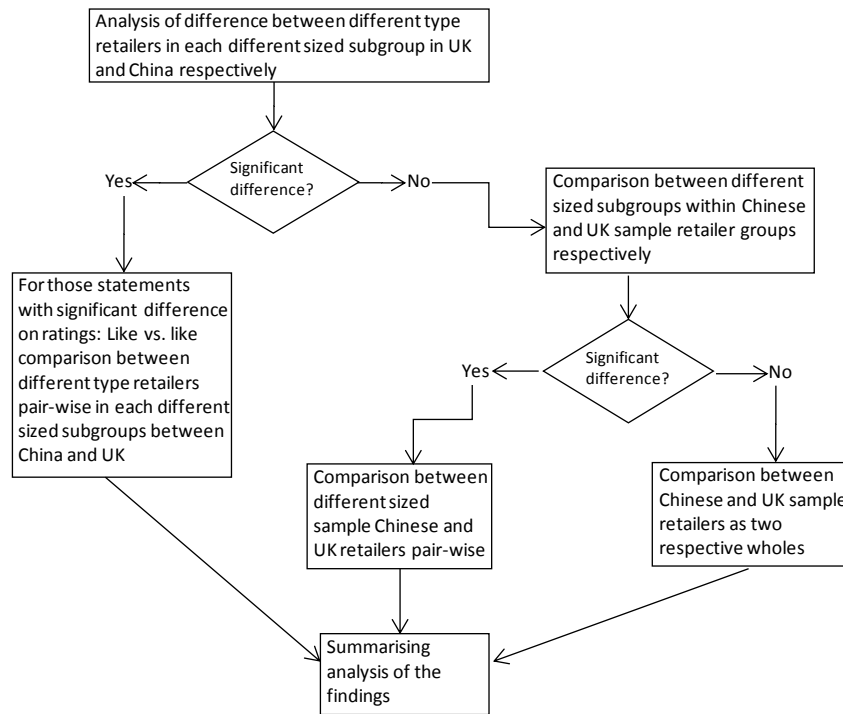 Analysis of difference between different type
retailers in each different sized subgroup in UK
and China respectively
Significant
difference?
Yes
No
Comparison between different
sized subgroups within Chinese
and UK sample retailer groups
respectively
For those statements
with significant difference
on ratings: Like vs. like
comparison between
different type retailers
pair-wise in each different
sized subgroups between
China and UK
Significant
difference?
Yes
No
Comparison between
different sized
sample Chinese and
UK retailers pair-wise
Comparison between
Chinese and UK sample
retailers as two
respective wholes
Summarising
analysis of the
findings